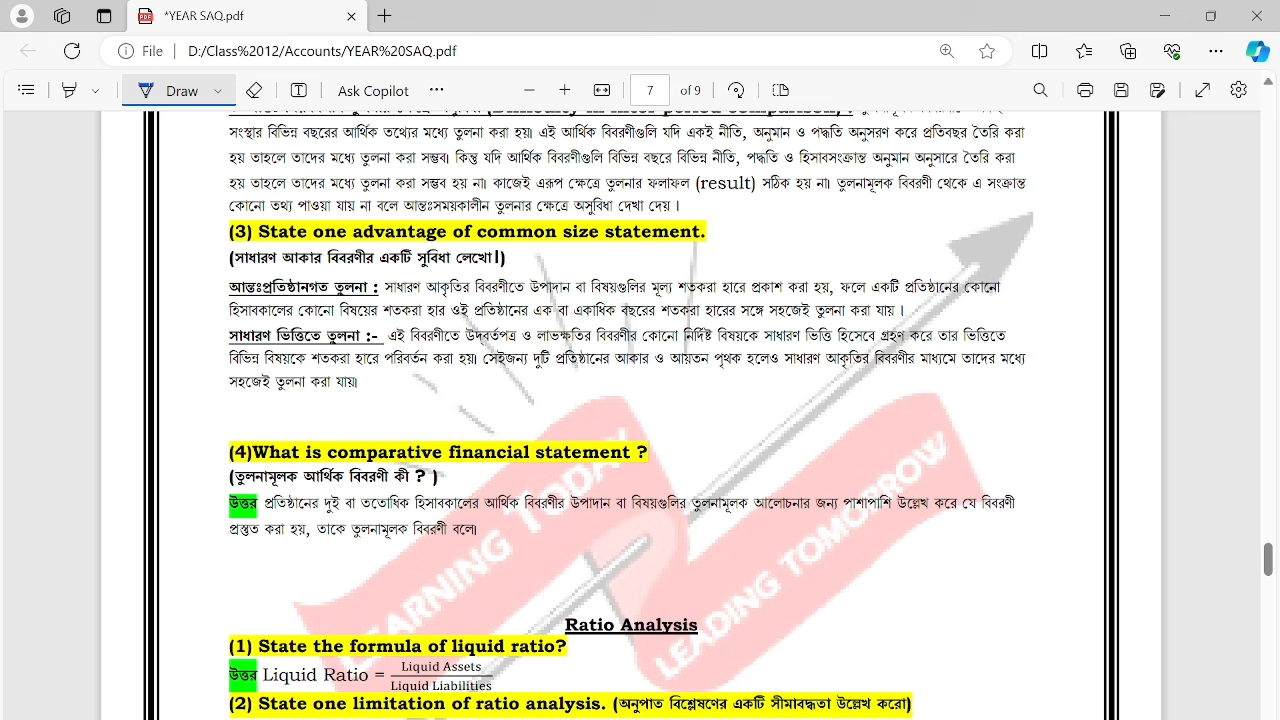 *YEAR SAQ.pdf
File
D:/Class%2012/Accounts/YEAR%20SAQ.pdf
Draw
Ask Copilot
7
of 9
সংস্থার বিভিন্ন বছরের আর্থিক তথ্যের মধ্যে তুলনা করা হয়। এই আর্থিক বিবরণীগুলি যদি একই নীতি, অনুমান ও পদ্ধতি অনুসরণ করে প্রতিবছর তৈরি করা
হয় তাহলে তাদের মধ্যে তুলনা করা সম্ভব। কিন্তু যদি আর্থিক বিবরণীগুলি বিভিন্ন বছরে বিভিন্ন নীতি, পদ্ধতি ও হিসাবসংক্রান্ত অনুমান অনুসারে তৈরি করা
হয় তাহলে তাদের মধ্যে তুলনা করা সম্ভব হয় না। কাজেই এরূপ ক্ষেত্রে তুলনার ফলাফল (result) সঠিক হয় না। তুলনামূলক বিবরণী থেকে এ সংক্রান্ত
কোনো তথ্য পাওয়া যায় না বলে আন্তঃসময়কালীন তুলনার ক্ষেত্রে অসুবিধা দেখা দেয়।
(3) State one advantage of common size statement.
(সাধারণ আকার বিবরণীর একটি সুবিধা লেখো।)
আন্তঃপ্রতিষ্ঠানগত তুলনা : সাধারণ আকৃতির বিবরণীতে উপাদান বা বিষয়গুলির মূল্য শতকরা হারে প্রকাশ করা হয়, ফলে একটি প্রতিষ্ঠানের কোনো
হিসাবকালের কোনো বিষয়ের শতকরা হার ওই প্রতিষ্ঠানের এক বা একাধিক বছরের শতকরা হারের সঙ্গে সহজেই তুলনা করা যায়।
সাধারণ ভিত্তিতে তুলনা :- এই বিবরণীতে উদ্বর্তপত্র ও লাভক্ষতির বিবরণীর কোনো নির্দিষ্ট বিষয়কে সাধারণ ভিত্তি হিসেবে গ্রহণ করে তার ভিত্তিতে
বিভিন্ন বিষয়কে শতকরা হারে পরিবর্তন করা হয়। সেইজন্য দুটি প্রতিষ্ঠানের আকার ও আয়তন পৃথক হলেও সাধারণ আকৃতির বিবরণীর মাধ্যমে তাদের মধ্যে
সহজেই তুলনা করা যায়।
(4)What is comparative financial statement ?
(তুলনামূলক আর্থিক বিবরণী কী ? )
উত্তর প্রতিষ্ঠানের দুই বা ততোধিক হিসাবকালের আর্থিক বিবরণীর উপাদান বা বিষয়গুলির তুলনামূলক আলোচনার জন্য পাশাপাশি উল্লেখ করে যে বিবরণী
প্রস্তুত করা হয়, তাকে তুলনামূলক বিবরণী বলে।
LEARNING TODAY
LEADING TOMORROW
Ratio Analysis
(1) State the formula of liquid ratio?
উত্তর Liquid Ratio = Liquid Assets
Liquid Liabilities
(2) State one limitation of ratio analysis. (অনুপাত বিশ্লেষণের একটি সীমাবদ্ধতা উল্লেখ করো)